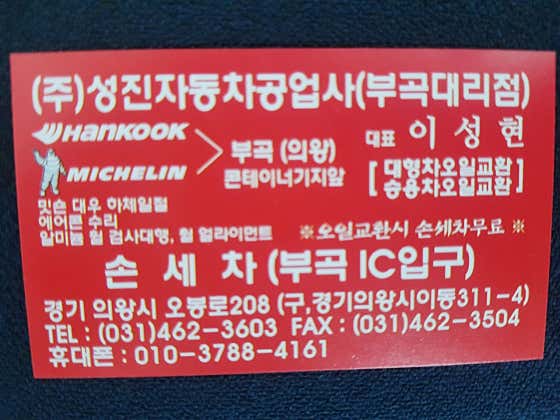 (주)성진자동차공업사(부곡대리점)
HANKOOK
MICHELIN
부곡 (의왕)
콘테이너기지앞
대표 이 성 현
[대형차오일교환
승용차오일교환]
밋숀 대우 하체일절
에어콘 수리
알미늄 휠 검사대행, 휠 얼라이먼트
※오일교환시 손세차무료※
손 세 차 (부곡 IC입구)
경기 의왕시 오봉로208 (구,경기의왕시이동311-4)
TEL : (031)462-3603 FAX : (031)462-3504
휴대폰 : 010-3788-4161